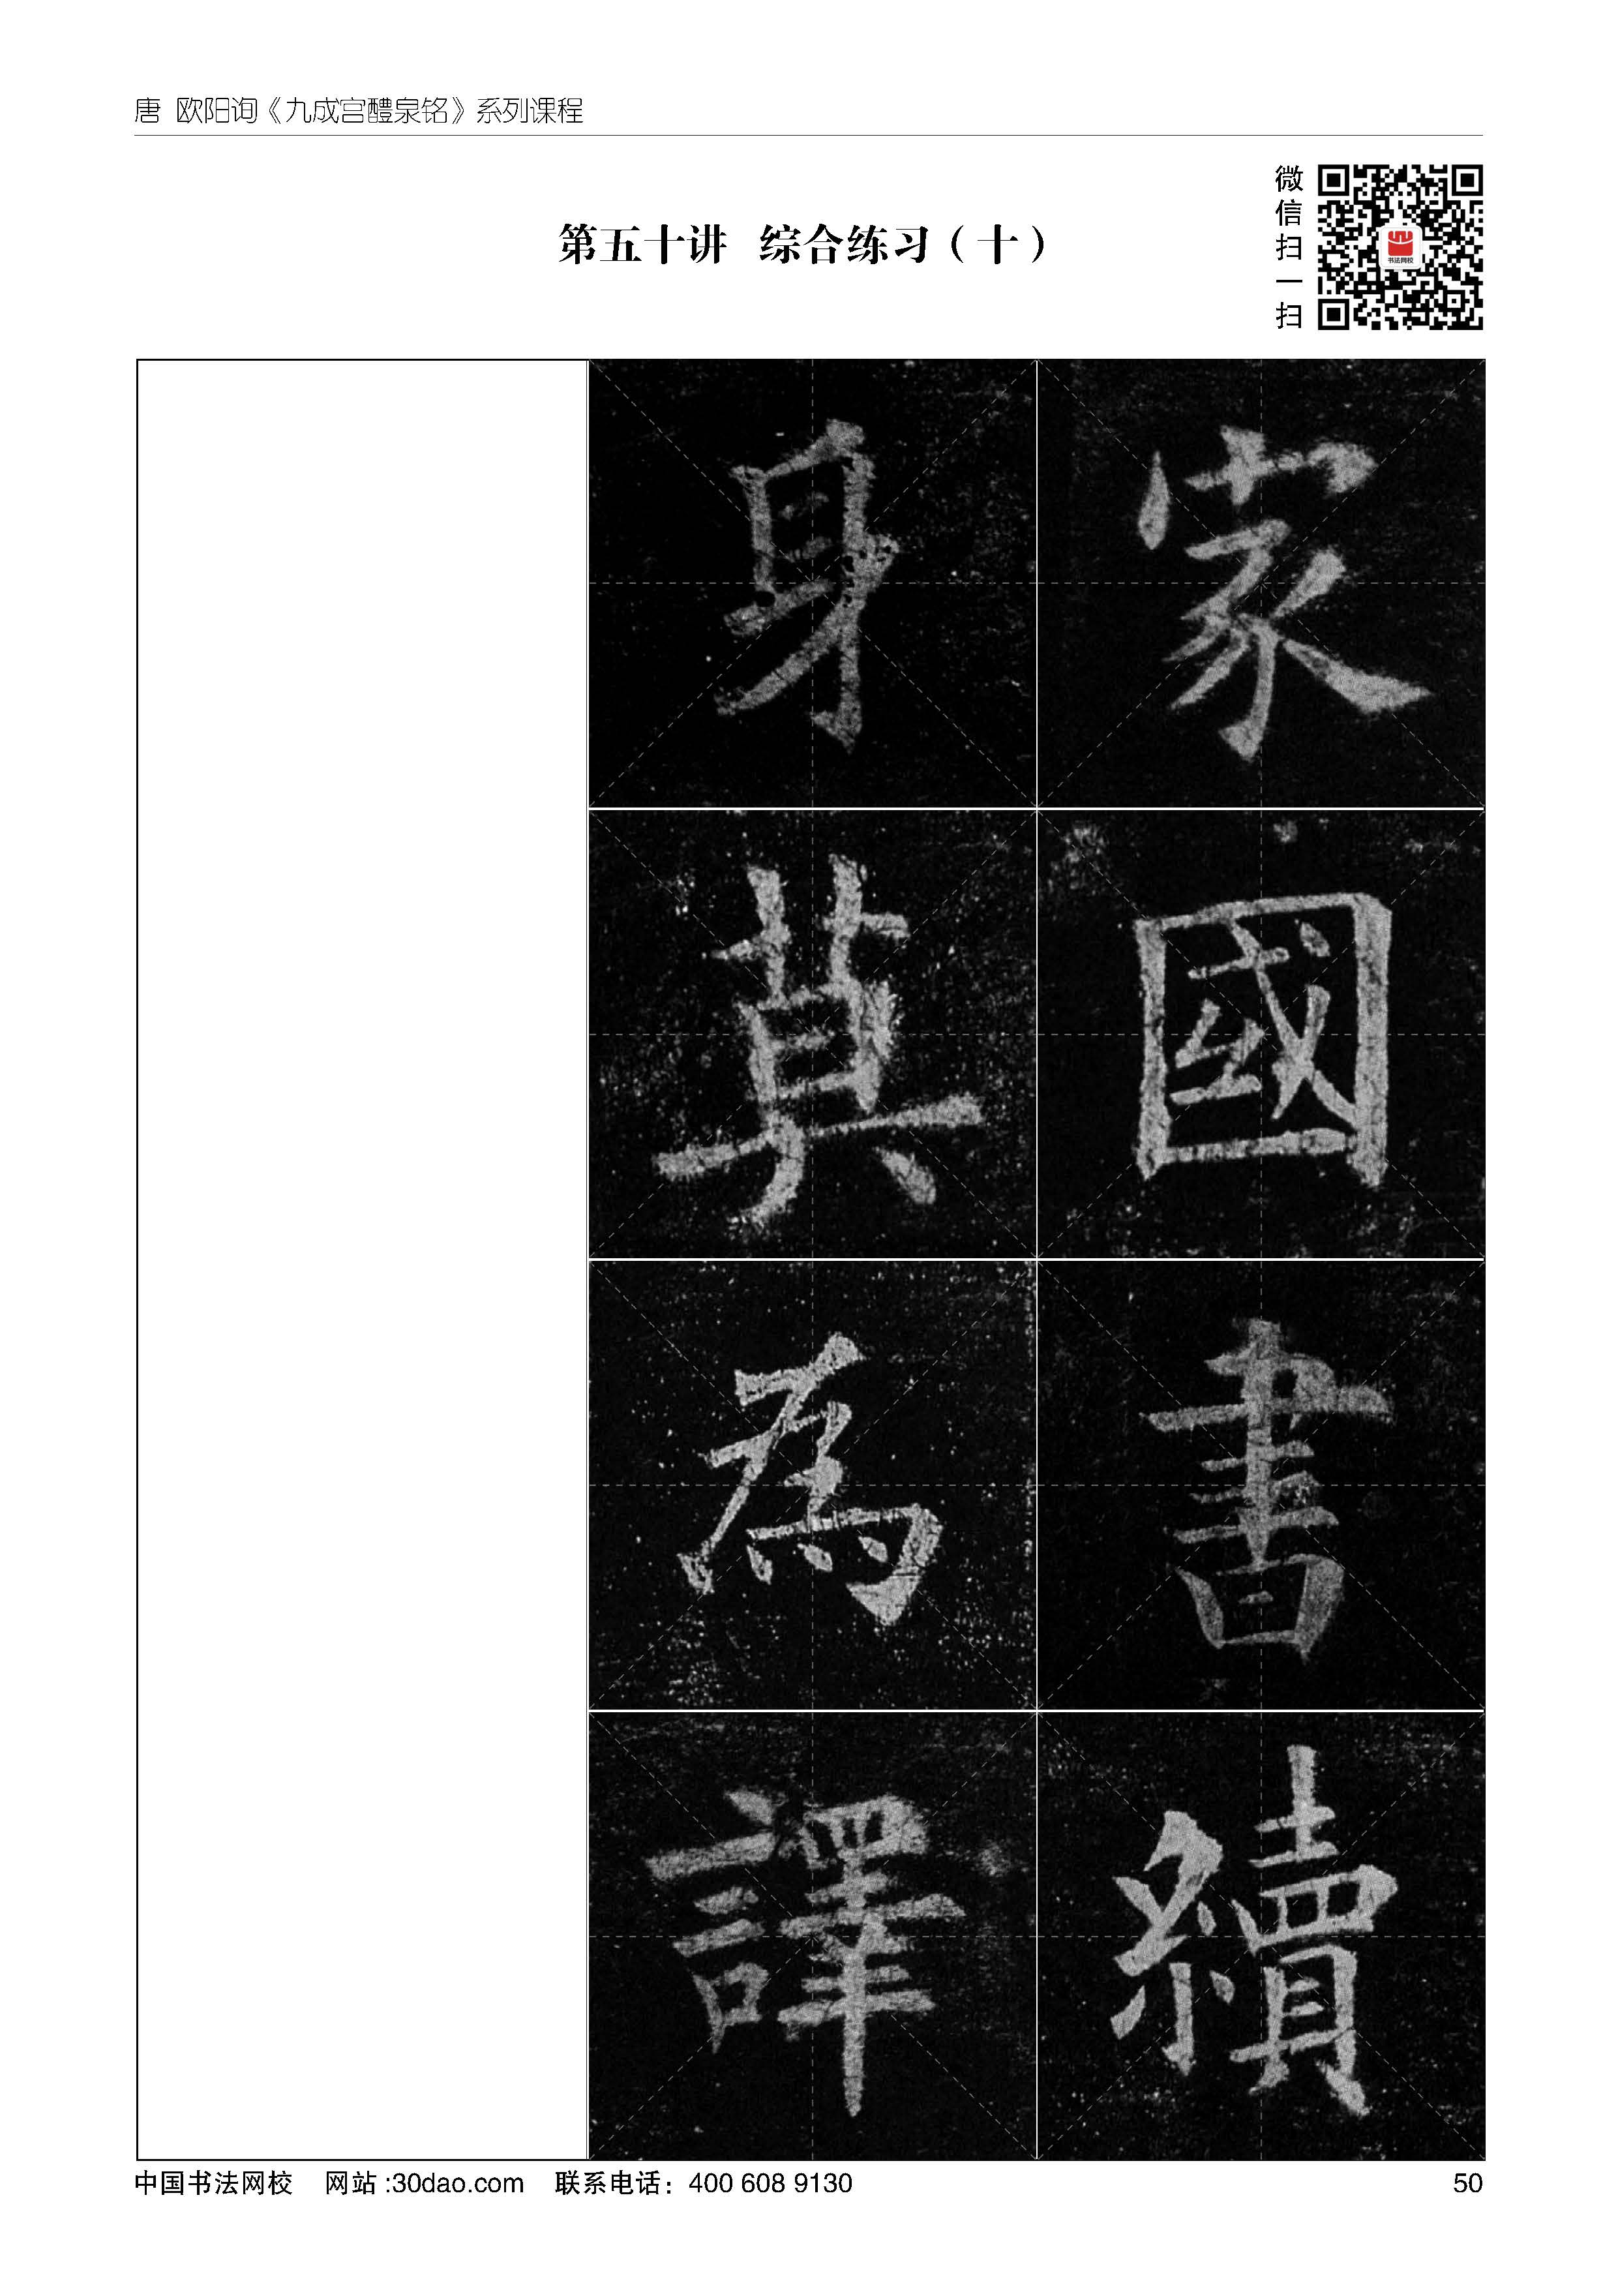 唐 欧阳询《九成宫醴泉铭》系列课程
第五十讲 综合练习（十）
微信扫一扫
书法网校
家國書續
身其為譯
中国书法网校 网站:30dao.com 联系电话：400 608 9130
50